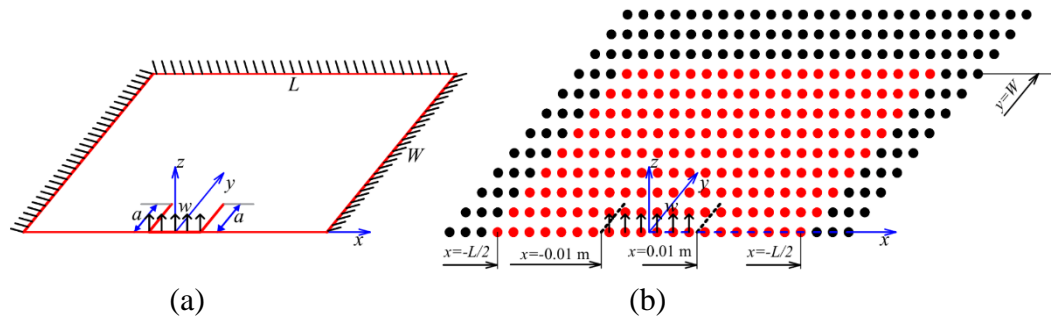 L
W
z
y
a
w
a
x
(a)
y=W
z
y
w
x
x=-L/2
x=-0.01 m
x=0.01 m
x=-L/2
(b)